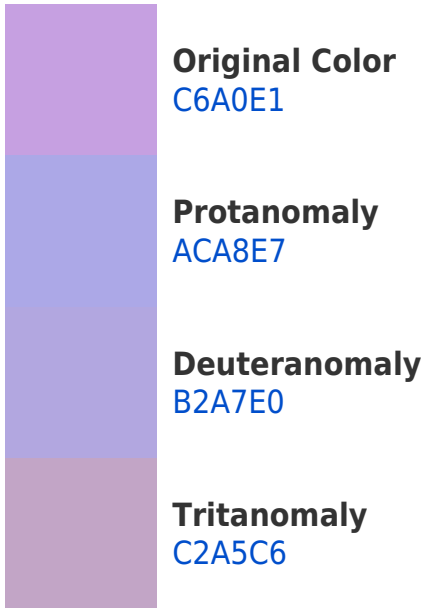 Original Color
C6A0E1
Protanomaly
ACA8E7
Deuteranomaly
B2A7E0
Tritanomaly
C2A5C6